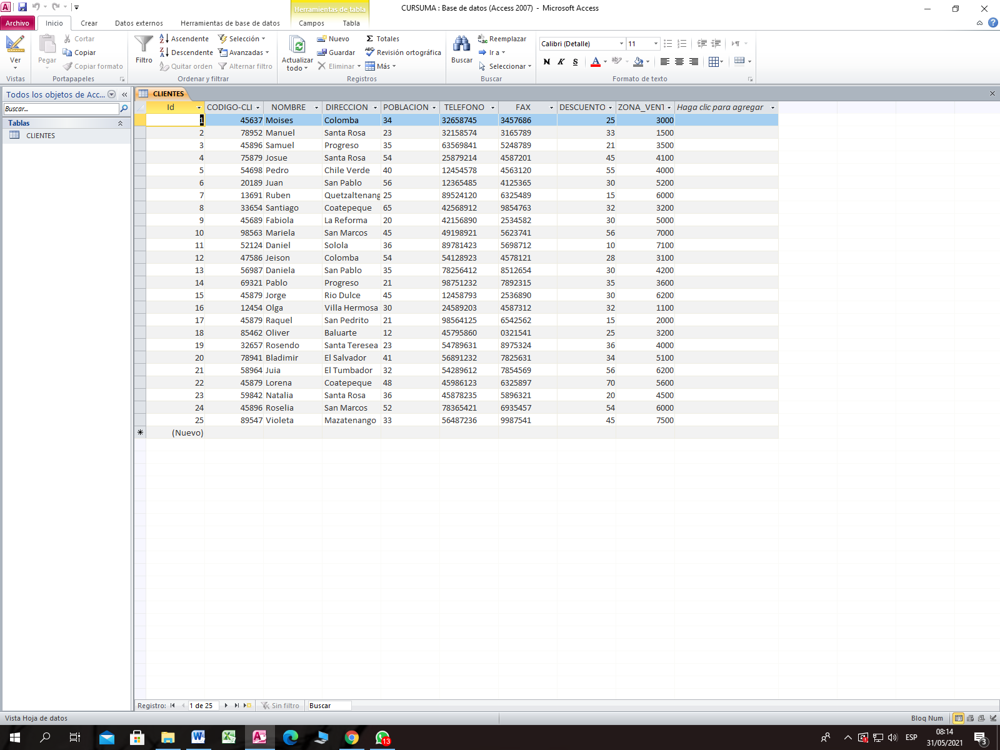 CURSUMA : Base de datos (Access 2007) - Microsoft Access
Herramientas de tabla
Archivo Inicio Crear Datos externos Herramientas de base de datos Campos Tabla
Ver
Vistas
Pegar
Cortar
Copiar
Copiar formato
Portapapeles
Filtro
Ascendente
Descendente
Quitar orden
Selección
Avanzadas
Alternar filtro
Ordenar y filtrar
Actualizar todo
Nuevo
Guardar
Eliminar
Totales
Revisión ortográfica
Más
Registros
Buscar
Reemplazar
Ir a
Seleccionar
Buscar
Calibri (Detalle) 11
N K S
Formato de texto
Todos los objetos de Acc...
Buscar...
Tablas
CLIENTES
CLIENTES
Id CODIGO-CLI NOMBRE DIRECCION POBLACION TELEFONO FAX DESCUENTO ZONA_VENT Haga clic para agregar
1 45637 Moises Colomba 34 32658745 3457686 25 3000
2 78952 Manuel Santa Rosa 23 32158574 3165789 33 1500
3 45896 Samuel Progreso 35 63569841 5248789 21 3500
4 75879 Josue Santa Rosa 54 25879214 4587201 45 4100
5 54698 Pedro Chile Verde 40 12454578 4563120 55 4000
6 20189 Juan San Pablo 56 12365485 4125365 30 5200
7 13691 Ruben Quetzaltenang 25 89524120 6325489 15 6000
8 33654 Santiago Coatepeque 65 42568912 9854763 32 3200
9 45689 Fabiola La Reforma 20 42156890 2534582 30 5000
10 98563 Mariela San Marcos 45 49198921 5623741 56 7000
11 52124 Daniel Solola 36 89781423 5698712 10 7100
12 47586 Jeison Colomba 54 54128923 4578121 28 3100
13 56987 Daniela San Pablo 35 78256412 8512654 30 4200
14 69321 Pablo Progreso 21 98751232 7892315 35 3600
15 45879 Jorge Rio Dulce 45 12458793 2536890 30 6200
16 12454 Olga Villa Hermosa 30 24589203 4587312 32 1100
17 45879 Raquel San Pedrito 21 98564125 6542562 15 2000
18 85462 Oliver Baluarte 12 45795860 0321541 25 3200
19 32657 Rosendo Santa Teresea 23 54789631 8975324 36 4000
20 78941 Bladimir El Salvador 41 56891232 7825631 34 5100
21 58964 Juia El Tumbador 32 54289612 7854569 56 6200
22 45879 Lorena Coatepeque 48 45986123 6325897 70 5600
23 59842 Natalia Santa Rosa 36 45878235 5896321 20 4500
24 45896 Roselia San Marcos 52 78365421 6935457 54 6000
25 89547 Violeta Mazatenango 33 56487236 9987541 45 7500
(Nuevo)
Registro: 1 de 25 Sin filtro Buscar
Vista Hoja de datos Bloq Num
13
ESP
08:14
31/05/2021
3